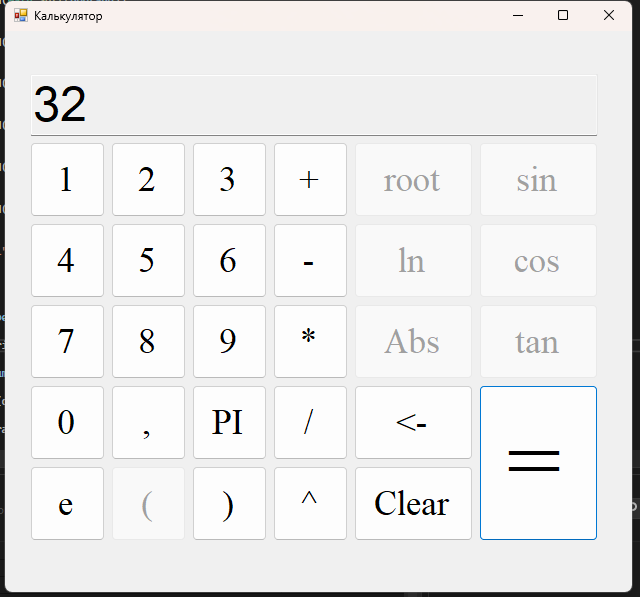 Калькулятор
32
1 2 3 + root sin
4 5 6 - ln cos
7 8 9 * Abs tan
0 , PI / <- =
e ( ) ^ Clear